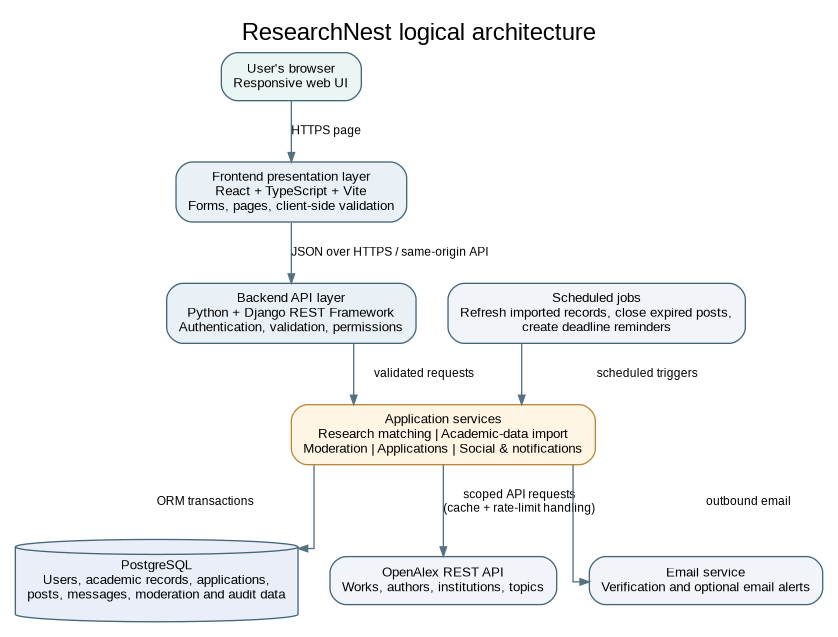 ResearchNest logical architecture
User's browser
Responsive web UI
HTTPS page
Frontend presentation layer
React + TypeScript + Vite
Forms, pages, client-side validation
JSON over HTTPS / same-origin API
Backend API layer
Python + Django REST Framework
Authentication, validation, permissions
Scheduled jobs
Refresh imported records, close expired posts,
create deadline reminders
validated requests
scheduled triggers
Application services
Research matching | Academic-data import
Moderation | Applications | Social & notifications
ORM transactions
scoped API requests
(cache + rate-limit handling)
outbound email
PostgreSQL
Users, academic records, applications,
posts, messages, moderation and audit data
OpenAlex REST API
Works, authors, institutions, topics
Email service
Verification and optional email alerts